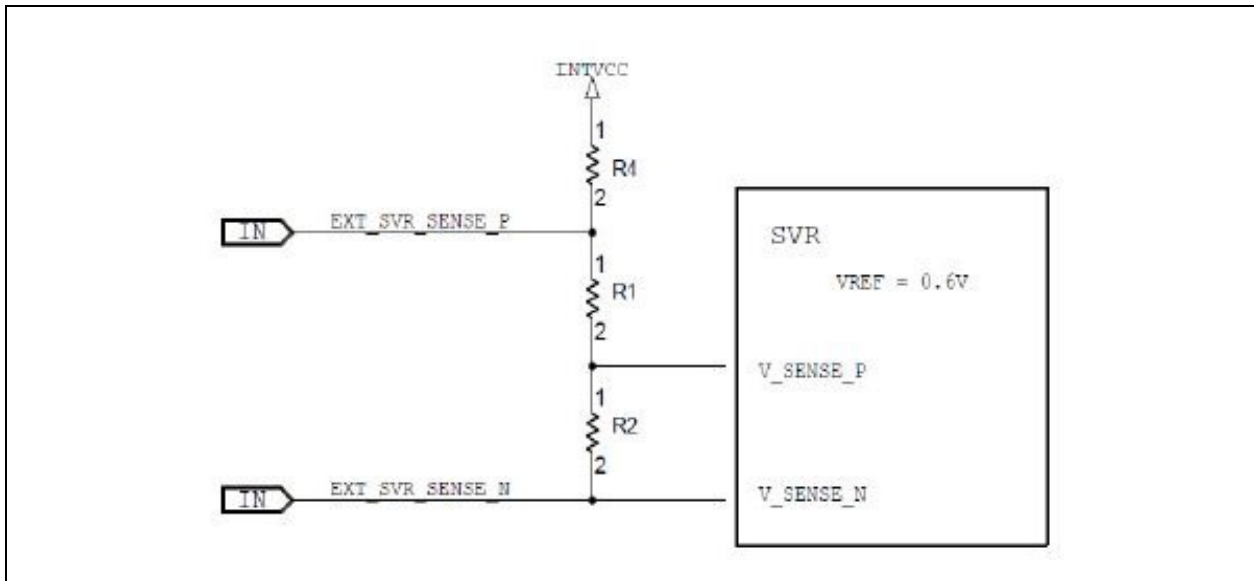 INTVCC
1
R4
2
IN
EXT_SVR_SENSE_P
1
R1
2
SVR
VREF = 0.6V
V_SENSE_P
1
R2
2
IN
EXT_SVR_SENSE_N
V_SENSE_N